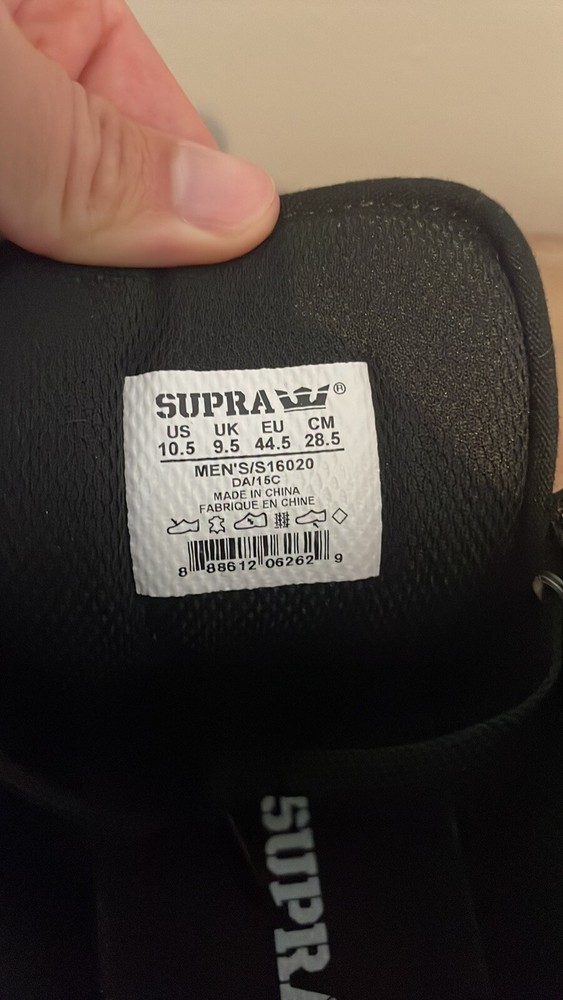 SUPRA ®
US UK EU CM
10.5 9.5 44.5 28.5
MEN'S/S16020
DA/15C
MADE IN CHINA
FABRIQUE EN CHINE
8 88612 06262 9
SUPRA